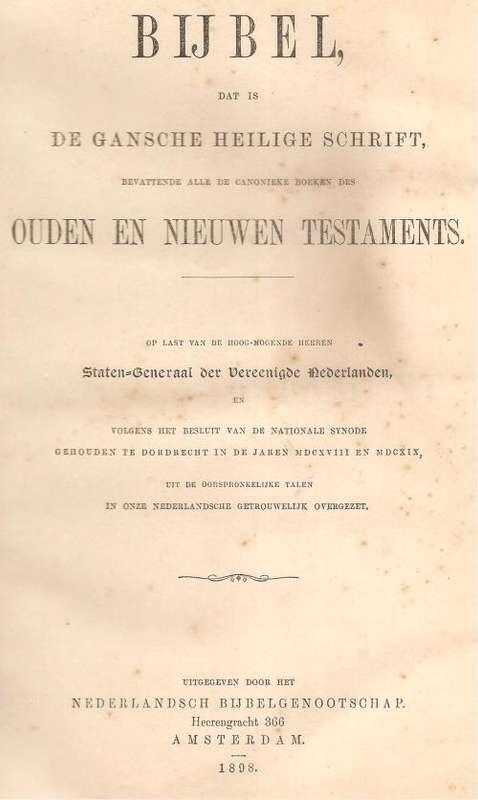 BIJBEL,
DAT IS
DE GANSCHE HEILIGE SCHRIFT,
BEVATTENDE ALLE DE CANONIEKE BOEKEN DES
OUDEN EN NIEUWEN TESTAMENTS.
OP LAST VAN DE HOOG-MOGENDE HEEREN
Staten=Generaal der Vereenigde Nederlanden,
EN
VOLGENS HET BESLUIT VAN DE NATIONALE SYNODE
GEHOUDEN TE DORDRECHT IN DE JAREN MDCXVIII EN MDCXIX,
UIT DE OORSPRONKELIJKE TALEN
IN ONZE NEDERLANDSCHE GETROUWELIJK OVERGEZET.
UITGEGEVEN DOOR HET
NEDERLANDSCH BIJBELGENOOTSCHAP.
Heerengracht 366
AMSTERDAM.
1898.